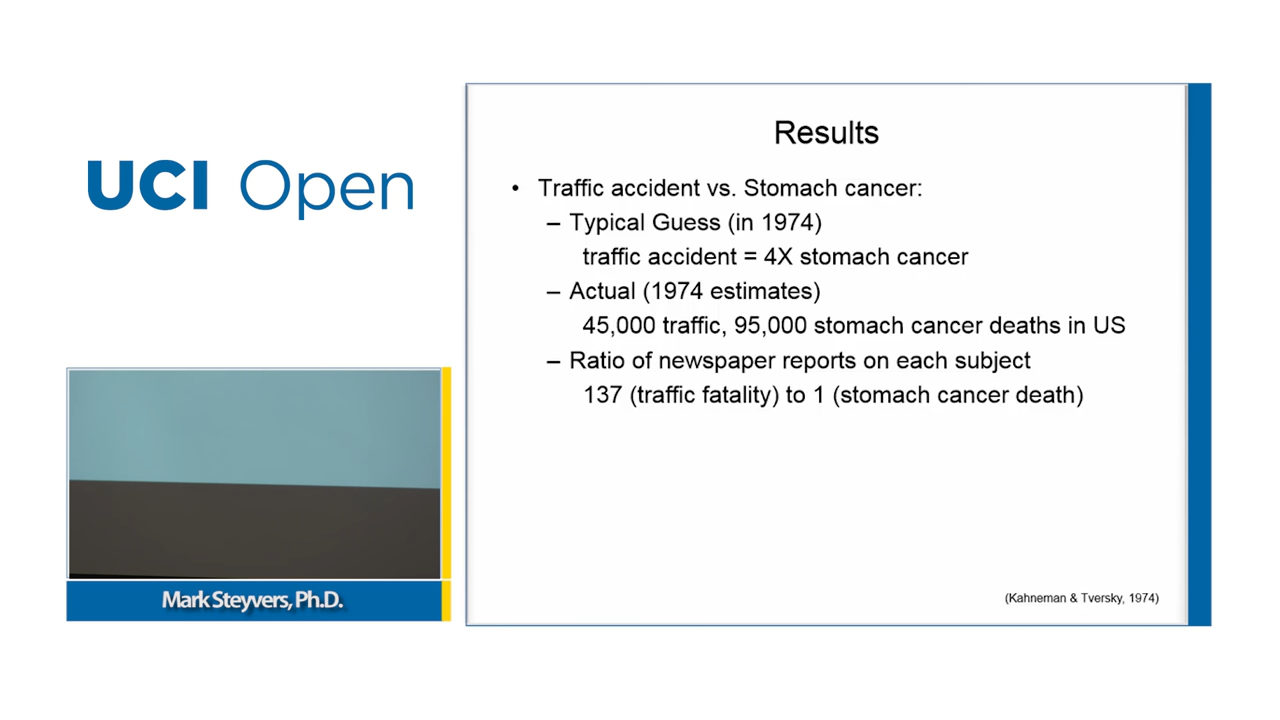 UCI Open
Results
• Traffic accident vs. Stomach cancer:
– Typical Guess (in 1974)
traffic accident = 4X stomach cancer
– Actual (1974 estimates)
45,000 traffic, 95,000 stomach cancer deaths in US
– Ratio of newspaper reports on each subject
137 (traffic fatality) to 1 (stomach cancer death)
(Kahneman & Tversky, 1974)
Mark Steyvers, Ph.D.